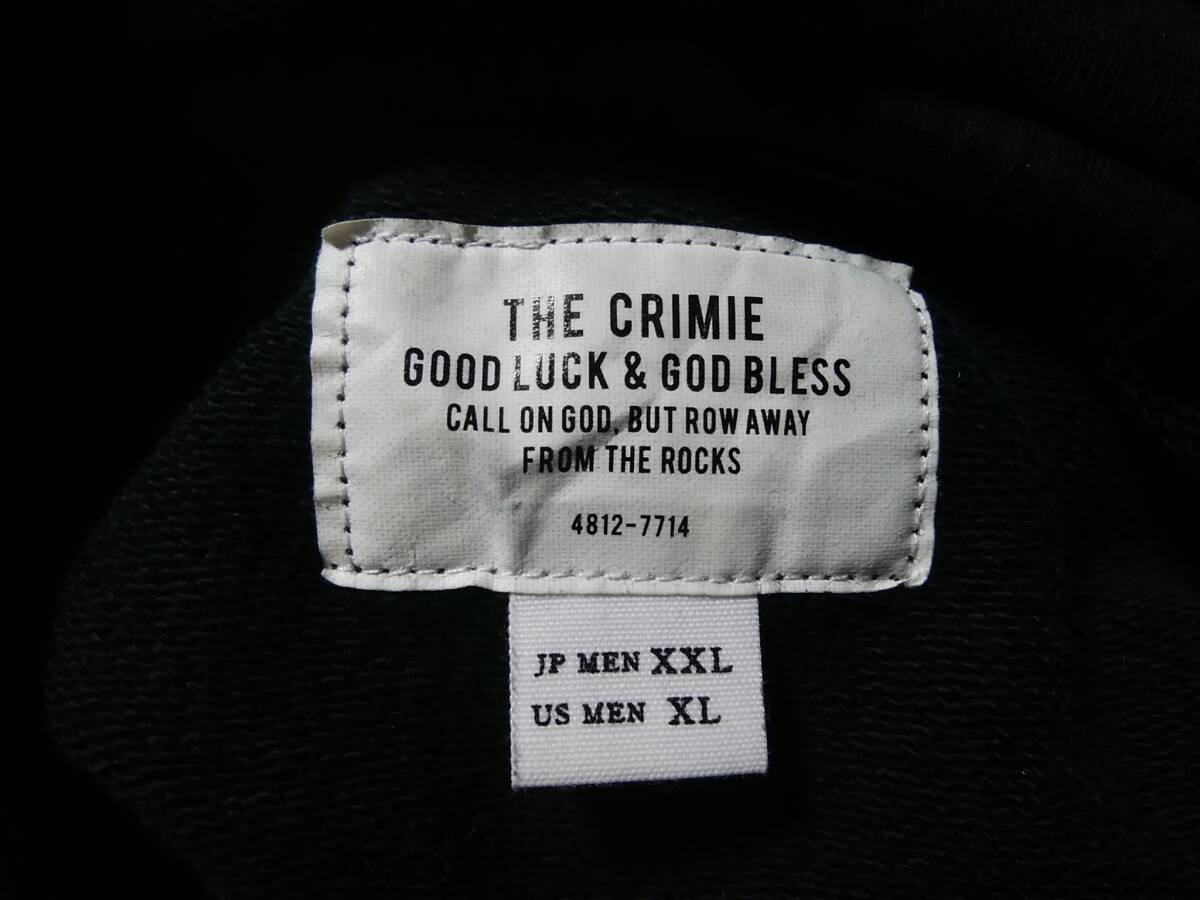 THE CRIMIE
GOOD LUCK & GOD BLESS
CALL ON GOD, BUT ROW AWAY
FROM THE ROCKS
4812-7714
JP MEN XXL
US MEN XL